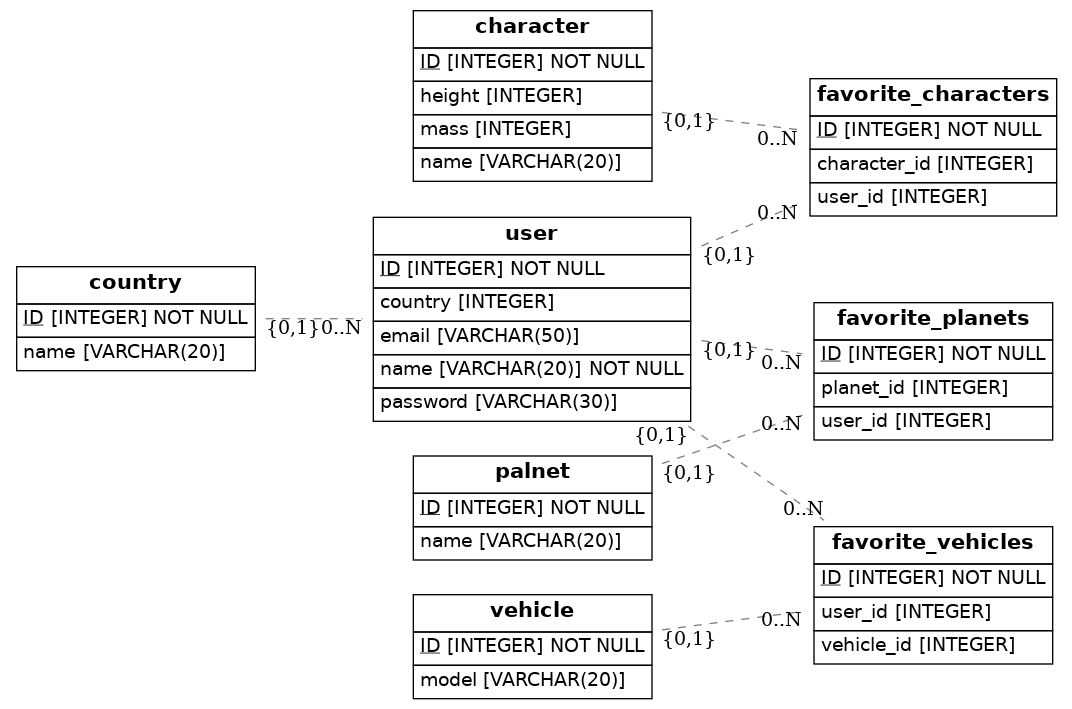 character
ID [INTEGER] NOT NULL
height [INTEGER]
mass [INTEGER]
name [VARCHAR(20)]
{0,1}
0..N
favorite_characters
ID [INTEGER] NOT NULL
character_id [INTEGER]
user_id [INTEGER]
0..N
{0,1}
user
ID [INTEGER] NOT NULL
country [INTEGER]
email [VARCHAR(50)]
name [VARCHAR(20)] NOT NULL
password [VARCHAR(30)]
country
ID [INTEGER] NOT NULL
name [VARCHAR(20)]
{0,1}0..N
favorite_planets
ID [INTEGER] NOT NULL
planet_id [INTEGER]
user_id [INTEGER]
{0,1}
0..N
0..N
{0,1}
{0,1}
palnet
ID [INTEGER] NOT NULL
name [VARCHAR(20)]
0..N
favorite_vehicles
ID [INTEGER] NOT NULL
user_id [INTEGER]
vehicle_id [INTEGER]
vehicle
ID [INTEGER] NOT NULL
model [VARCHAR(20)]
{0,1}
0..N